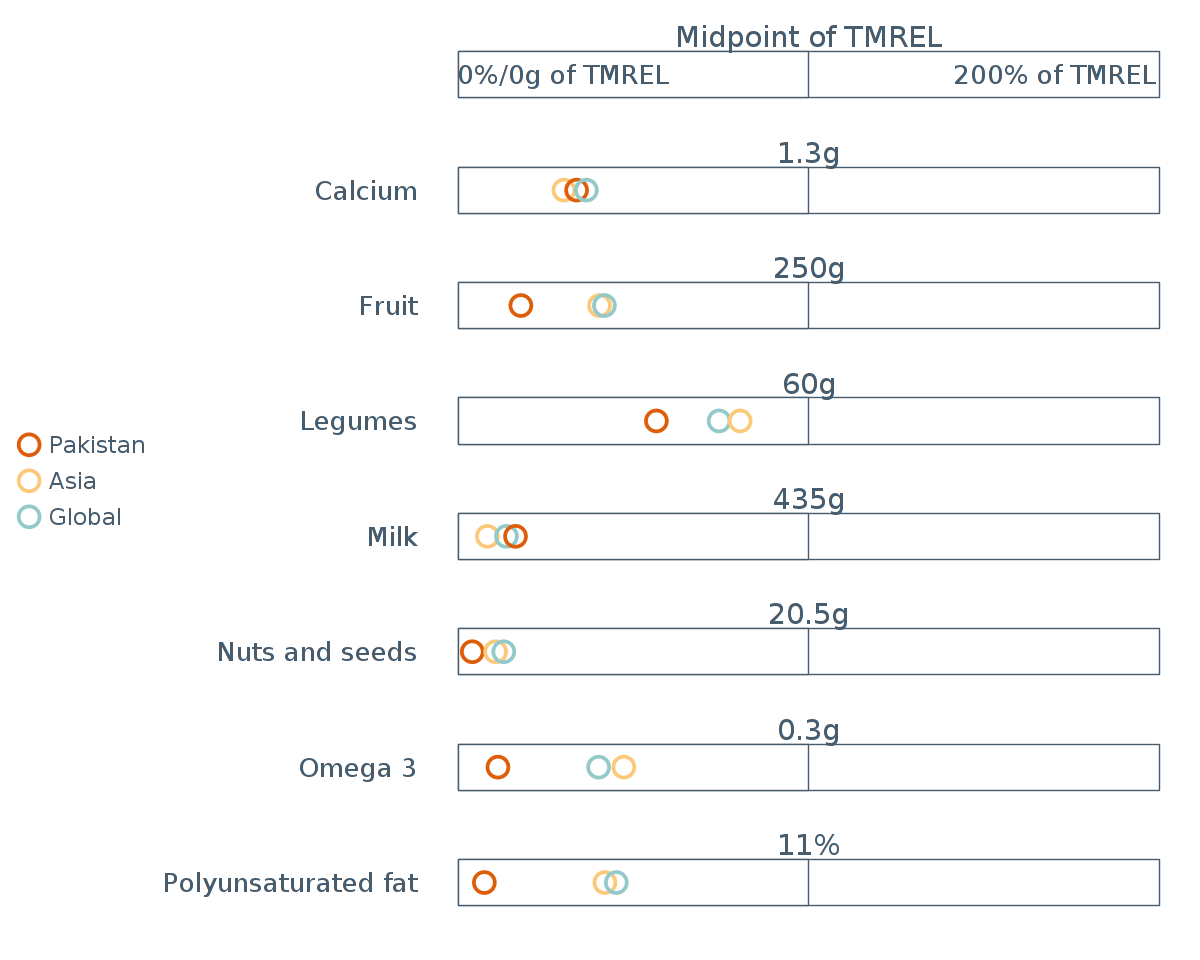 Midpoint of TMREL
0%/0g of TMREL
200% of TMREL
1.3g
Calcium
250g
Fruit
60g
Legumes
Pakistan
Asia
Global
435g
Milk
20.5g
Nuts and seeds
0.3g
Omega 3
11%
Polyunsaturated fat